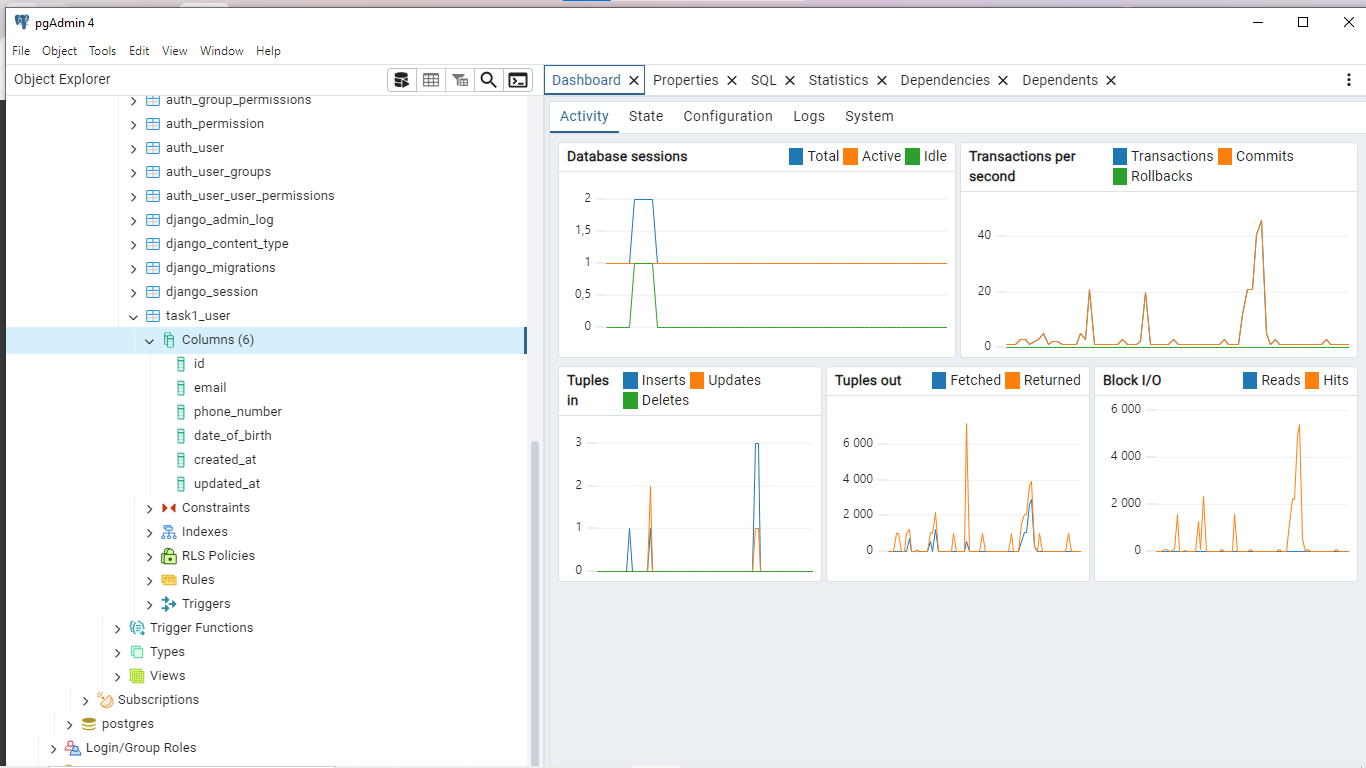 pgAdmin 4
File Object Tools Edit View Window Help
Object Explorer
auth_group_permissions
auth_permission
auth_user
auth_user_groups
auth_user_user_permissions
django_admin_log
django_content_type
django_migrations
django_session
task1_user
Columns (6)
id
email
phone_number
date_of_birth
created_at
updated_at
Constraints
Indexes
RLS Policies
Rules
Triggers
Trigger Functions
Types
Views
Subscriptions
postgres
Login/Group Roles
Dashboard Properties SQL Statistics Dependencies Dependents
Activity State Configuration Logs System
Database sessions
Total Active Idle
2
1,5
1
0,5
0
Transactions per
second
Transactions Commits
Rollbacks
40
20
0
Tuples
in
Inserts Updates
Deletes
3
2
1
0
Tuples out
Fetched Returned
6 000
4 000
2 000
0
Block I/O
Reads Hits
6 000
4 000
2 000
0